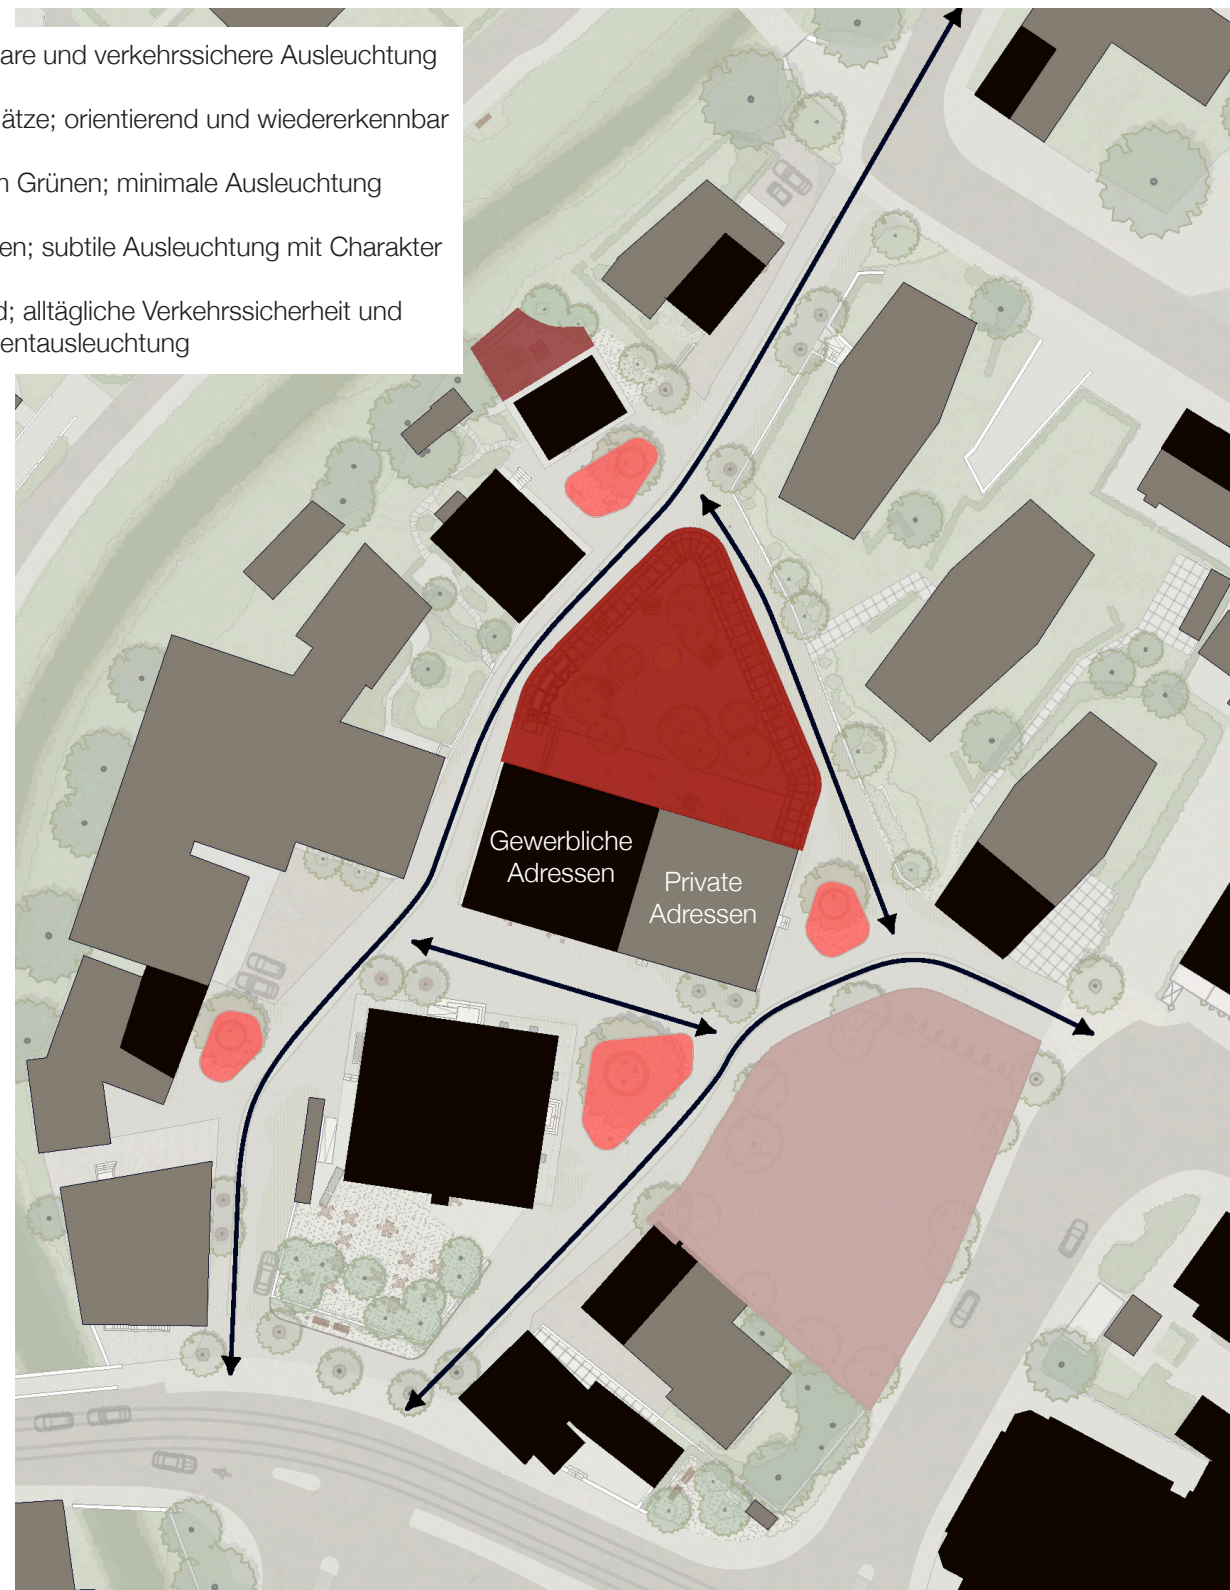 are und verkehrssichere Ausleuchtung
ätze; orientierend und wiedererkennbar
n Grünen; minimale Ausleuchtung
en; subtile Ausleuchtung mit Charakter
d; alltägliche Verkehrssicherheit und
entausleuchtung
Gewerbliche
Adressen
Private
Adressen